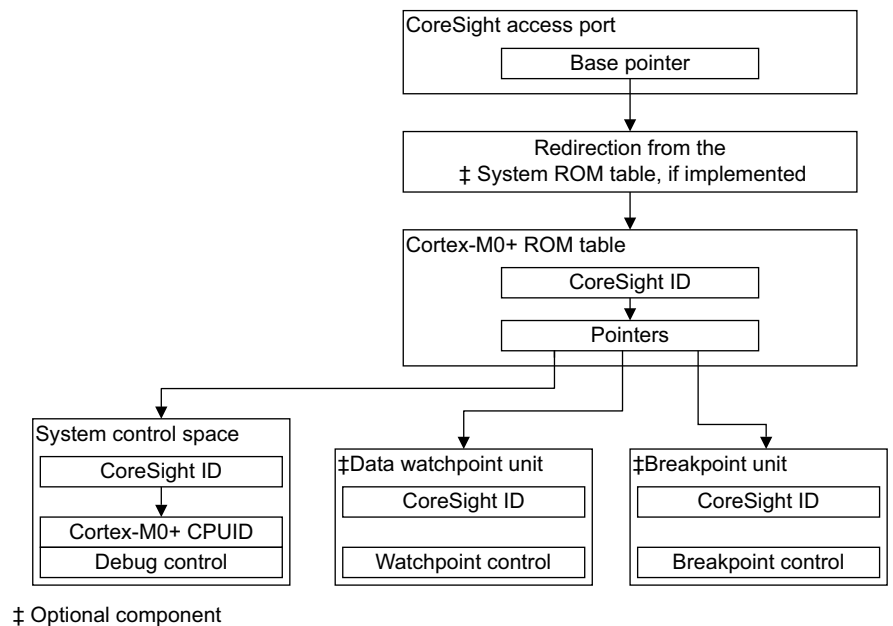 CoreSight access port
Base pointer
Redirection from the
‡ System ROM table, if implemented
Cortex-M0+ ROM table
CoreSight ID
Pointers
System control space
CoreSight ID
Cortex-M0+ CPUID
Debug control
‡Data watchpoint unit
CoreSight ID
Watchpoint control
‡Breakpoint unit
CoreSight ID
Breakpoint control
‡ Optional component